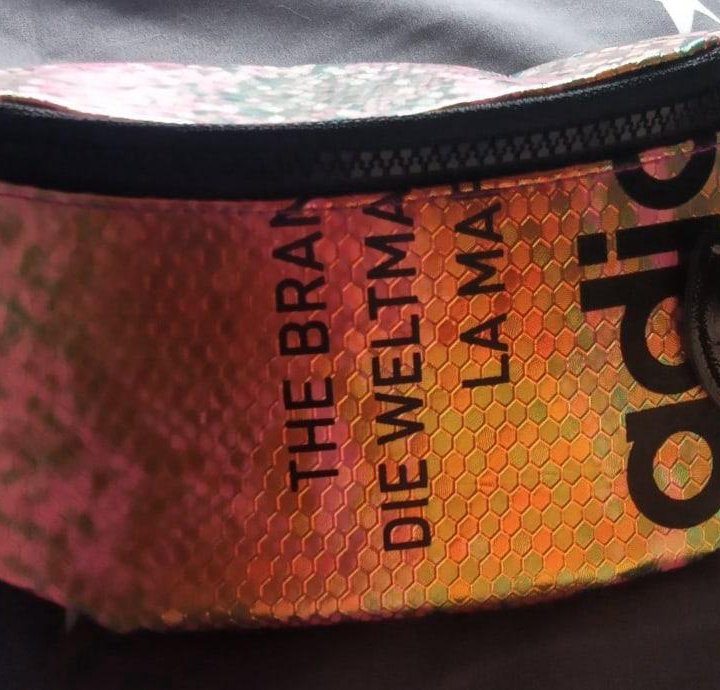 THE BRAN
DIE WELTMA
LA MA
adid